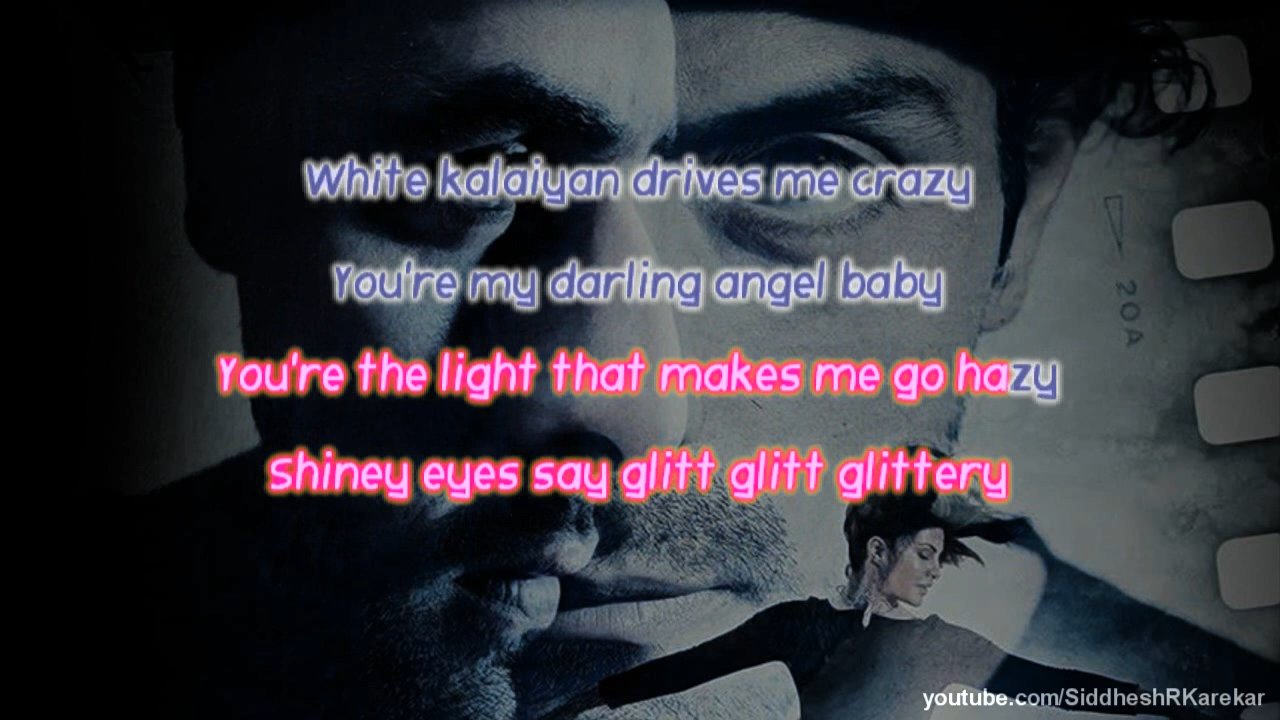 White kalaiyan drives me crazy
You're my darling angel baby
You're the light that makes me go hazy
Shiney eyes say glitt glitt glittery
20A
youtube.com/SiddheshRKarekar